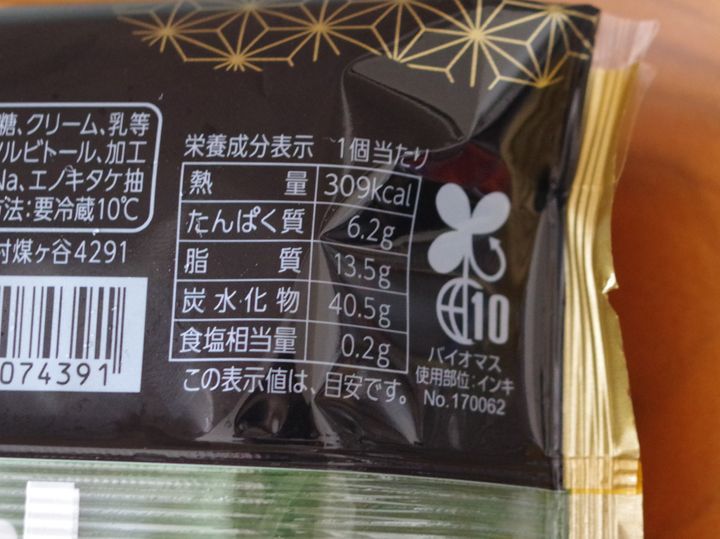 糖、クリーム、乳等
ソルビトール、加工
Na、エノキタケ抽
方法:要冷蔵10℃
村煤ヶ谷4291
074391
栄養成分表示 1個当たり
熱量 309kcal
たんぱく質 6.2g
脂質 13.5g
炭水化物 40.5g
食塩相当量 0.2g
この表示値は、目安です。
10
バイオマス
使用部位:インキ
No.170062